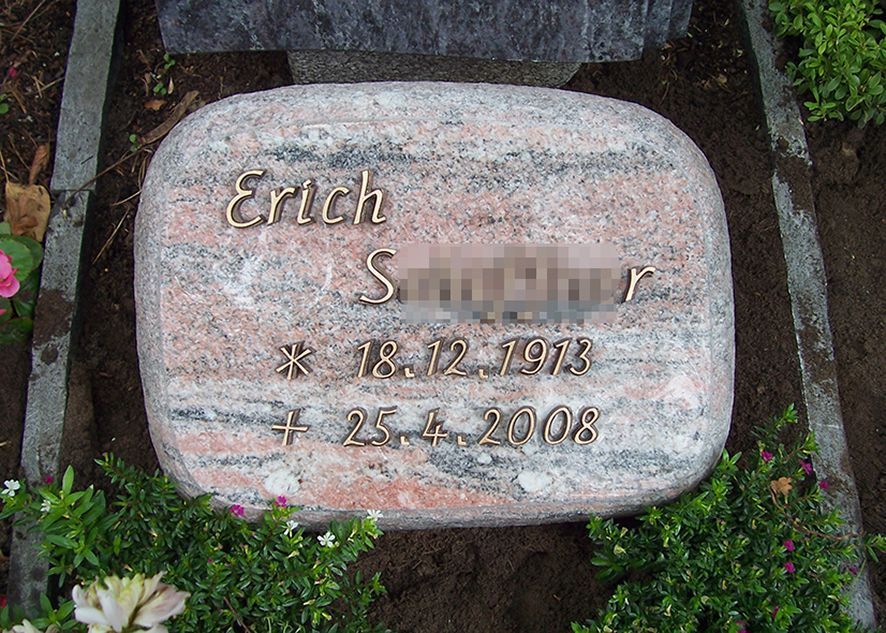 Erich
* 18.12.1913
+ 25.4.2008